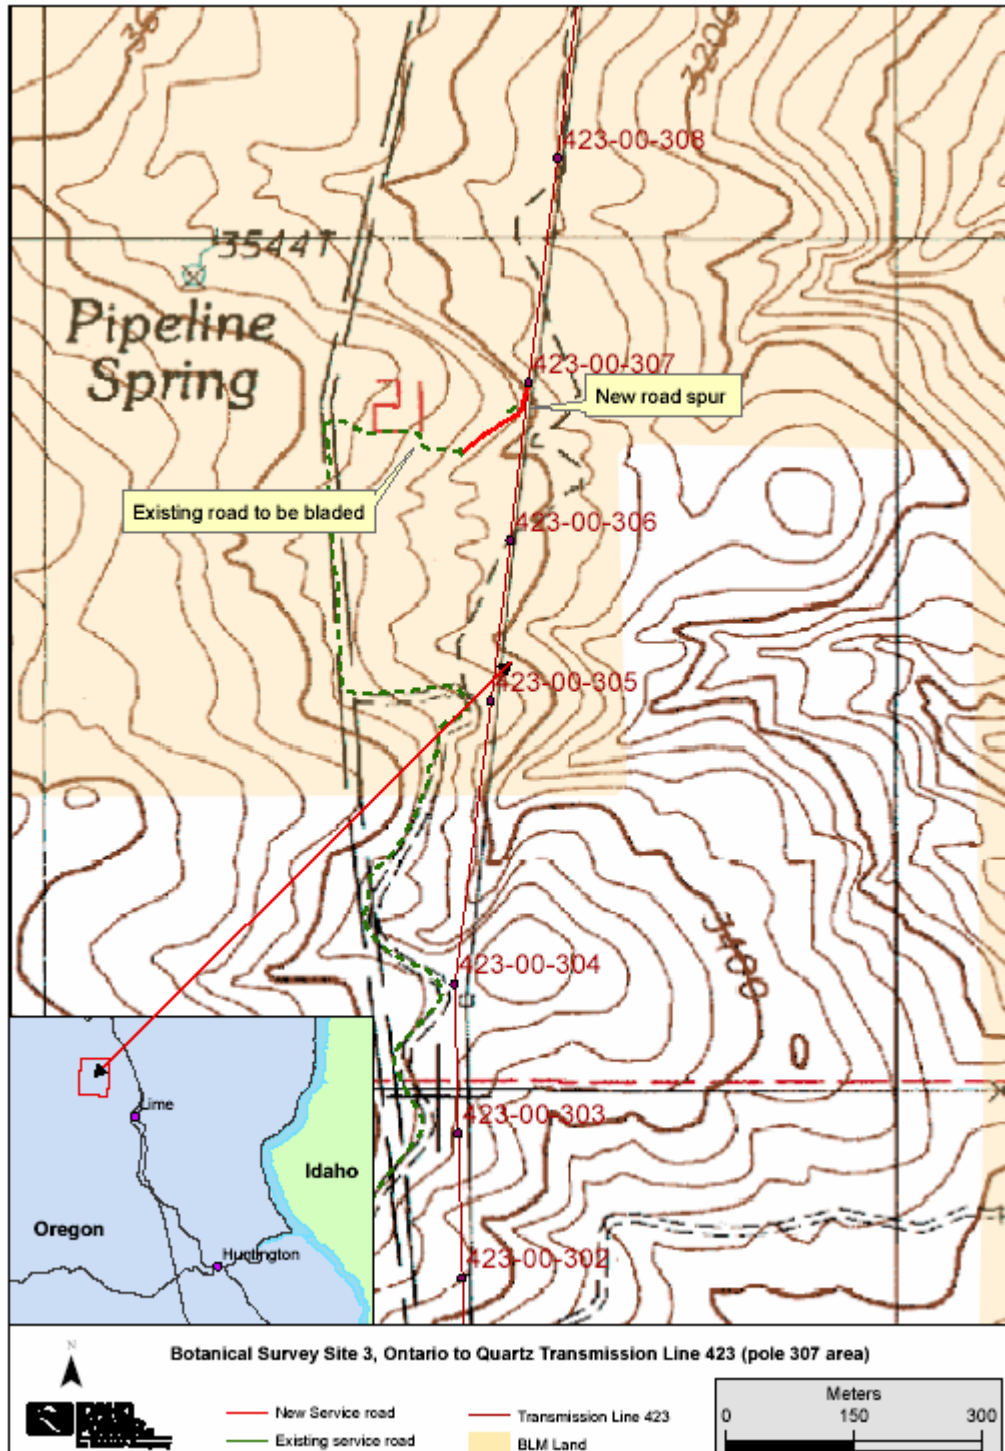 3200
423-00-308
3544T
Pipeline
Spring
423-00-307
21
New road spur
Existing road to be bladed
423-00-306
423-00-305
423-00-304
3400
423-00-303
Lime
Idaho
Oregon
Huntington
423-00-302
N
Botanical Survey Site 3, Ontario to Quartz Transmission Line 423 (pole 307 area)
New Service road
Existing service road
Transmission Line 423
BLM Land
Meters
0 150 300